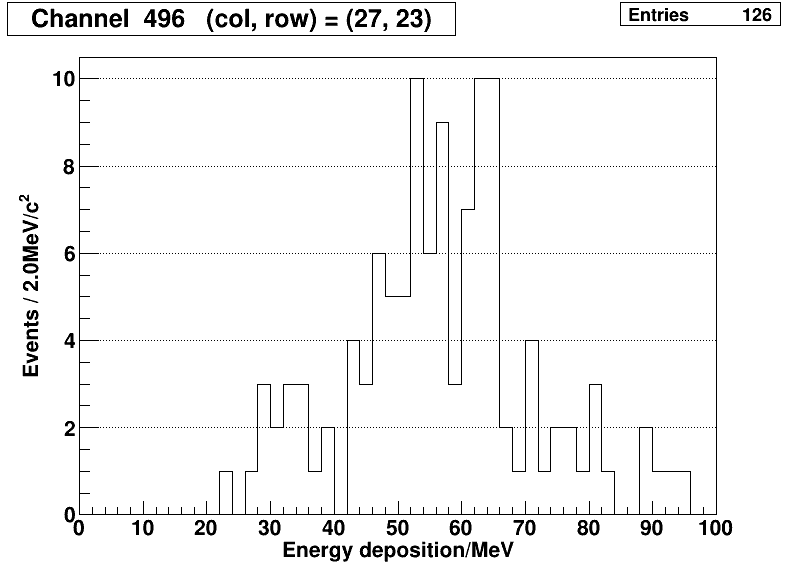 Channel 496 (col, row) = (27, 23)
Entries 126
Events / 2.0MeV/c²
10
8
6
4
2
0
0 10 20 30 40 50 60 70 80 90 100
Energy deposition/MeV